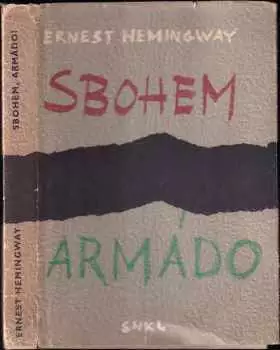 SBOHEM, ARMÁDO!
ERNEST HEMINGWAY
ERNEST HEMINGWAY
SBOHEM
ARMÁDO
SNKL